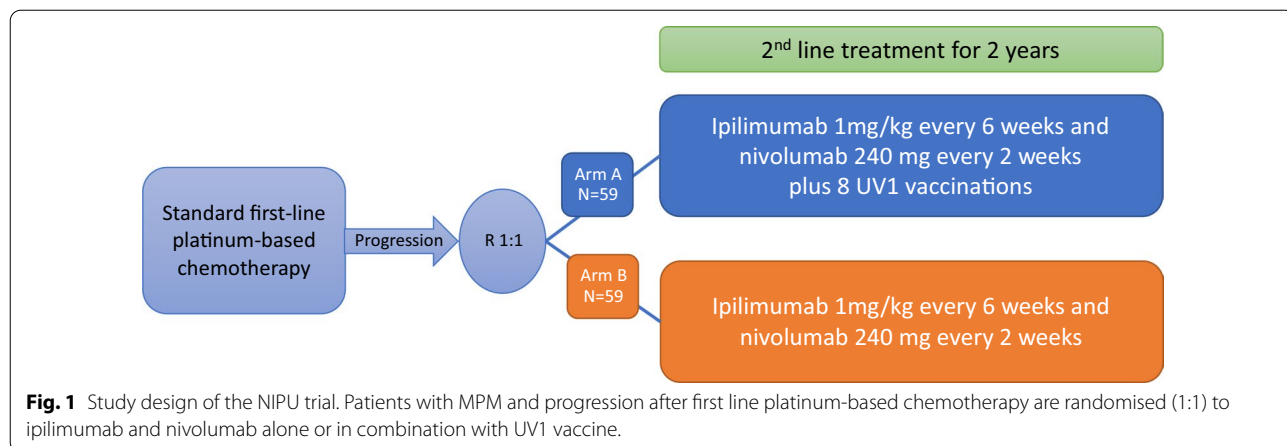 2nd line treatment for 2 years
Ipilimumab 1mg/kg every 6 weeks and
nivolumab 240 mg every 2 weeks
plus 8 UV1 vaccinations
Arm A
N=59
Standard first-line
platinum-based
chemotherapy
Progression
R 1:1
Arm B
N=59
Ipilimumab 1mg/kg every 6 weeks and
nivolumab 240 mg every 2 weeks
Fig. 1 Study design of the NIPU trial. Patients with MPM and progression after first line platinum-based chemotherapy are randomised (1:1) to
ipilimumab and nivolumab alone or in combination with UV1 vaccine.